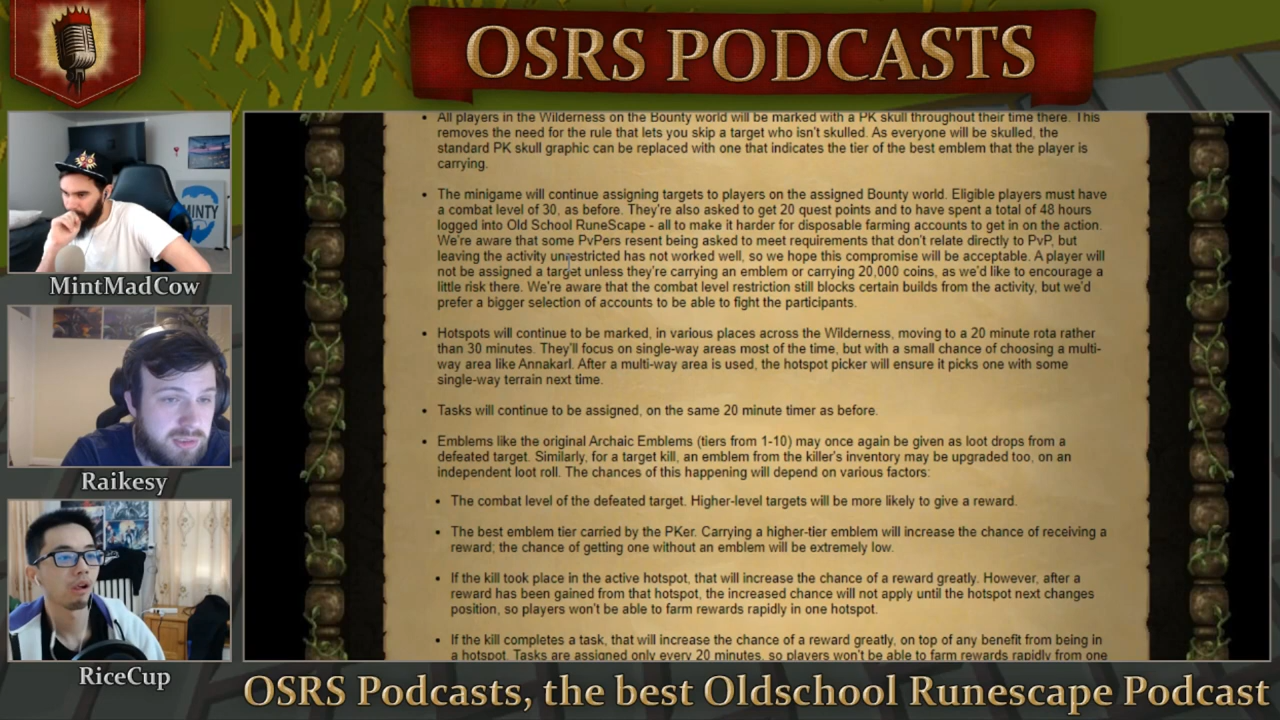 OSRS PODCASTS
MINTY
MintMadCow
Raikesy
RiceCup
All players in the Wilderness on the Bounty world will be marked with a PK skull throughout their time there. This
removes the need for the rule that lets you skip a target who isn't skulled. As everyone will be skulled, the
standard PK skull graphic can be replaced with one that indicates the tier of the best emblem that the player is
carrying.
The minigame will continue assigning targets to players on the assigned Bounty world. Eligible players must have
a combat level of 30, as before. They're also asked to get 20 quest points and to have spent a total of 48 hours
logged into Old School RuneScape - all to make it harder for disposable farming accounts to get in on the action.
We're aware that some PvPers resent being asked to meet requirements that don't relate directly to PvP, but
leaving the activity unrestricted has not worked well, so we hope this compromise will be acceptable. A player will
not be assigned a target unless they're carrying an emblem or carrying 20,000 coins, as we'd like to encourage a
little risk there. We're aware that the combat level restriction still blocks certain builds from the activity, but we'd
prefer a bigger selection of accounts to be able to fight the participants.
Hotspots will continue to be marked, in various places across the Wilderness, moving to a 20 minute rota rather
than 30 minutes. They'll focus on single-way areas most of the time, but with a small chance of choosing a multi-
way area like Annakarl. After a multi-way area is used, the hotspot picker will ensure it picks one with some
single-way terrain next time.
Tasks will continue to be assigned, on the same 20 minute timer as before.
Emblems like the original Archaic Emblems (tiers from 1-10) may once again be given as loot drops from a
defeated target. Similarly, for a target kill, an emblem from the killer's inventory may be upgraded too, on an
independent loot roll. The chances of this happening will depend on various factors:
The combat level of the defeated target. Higher-level targets will be more likely to give a reward.
The best emblem tier carried by the PKer. Carrying a higher-tier emblem will increase the chance of receiving a
reward; the chance of getting one without an emblem will be extremely low.
If the kill took place in the active hotspot, that will increase the chance of a reward greatly. However, after a
reward has been gained from that hotspot, the increased chance will not apply until the hotspot next changes
position, so players won't be able to farm rewards rapidly in one hotspot.
If the kill completes a task, that will increase the chance of a reward greatly, on top of any benefit from being in
a hotspot. Tasks are assigned only every 20 minutes, so players won't be able to farm rewards rapidly from one
OSRS Podcasts, the best Oldschool Runescape Podcast